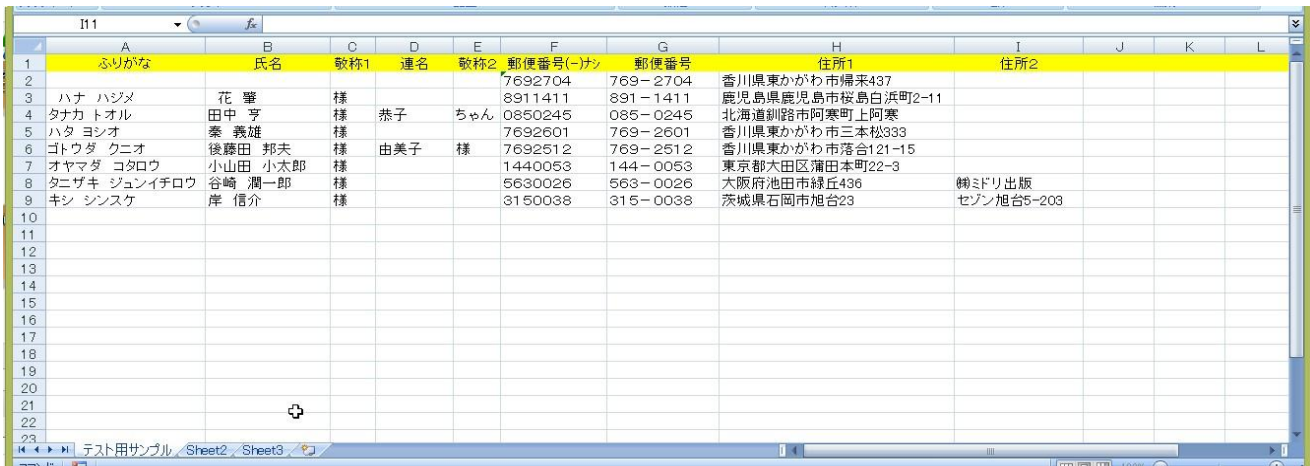 I11 fx
A B C D E F G H I J K L
1 ふりがな 氏名 敬称1 連名 敬称2 郵便番号(-)ナシ 郵便番号 住所1 住所2
2 7692704 769-2704 香川県東かがわ市帰来437
3 ハナ ハジメ 花 肇 様 8911411 891-1411 鹿児島県鹿児島市桜島白浜町2-11
4 タナカ トオル 田中 亨 様 恭子 ちゃん 0850245 085-0245 北海道釧路市阿寒町上阿寒
5 ハタ ヨシオ 秦 義雄 様 7692601 769-2601 香川県東かがわ市三本松333
6 ゴトウダ クニオ 後藤田 邦夫 様 由美子 様 7692512 769-2512 香川県東かがわ市落合121-15
7 オヤマダ コタロウ 小山田 小太郎 様 1440053 144-0053 東京都大田区蒲田本町22-3
8 タニザキ ジュンイチロウ 谷崎 潤一郎 様 5630026 563-0026 大阪府池田市緑丘436 ㈱ミドリ出版
9 キシ シンスケ 岸 信介 様 3150038 315-0038 茨城県石岡市旭台23 セゾン旭台5-203
10
11
12
13
14
15
16
17
18
19
20
21
22
23
テスト用サンプル Sheet2 Sheet3